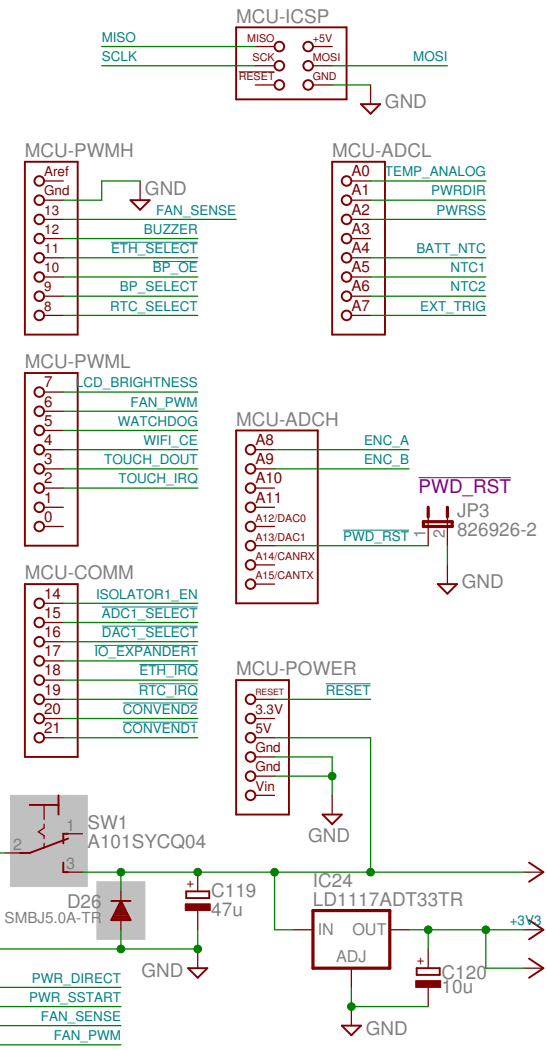 MCU-ICSP
MISO MISO +5V
SCLK SCK MOSI MOSI
RESET GND
GND
MCU-PWMH
Aref
Gnd GND
13 FAN_SENSE
12 BUZZER
11 ETH_SELECT
10 BP_OE
9 BP_SELECT
8 RTC_SELECT
MCU-ADCL
A0 TEMP_ANALOG
A1 PWRDIR
A2 PWRSS
A3
A4 BATT_NTC
A5 NTC1
A6 NTC2
A7 EXT_TRIG
MCU-PWML
7 LCD_BRIGHTNESS
6 FAN_PWM
5 WATCHDOG
4 WIFI_CE
3 TOUCH_DOUT
2 TOUCH_IRQ
1
0
MCU-ADCH
A8 ENC_A
A9 ENC_B
A10
A11
A12/DAC0
A13/DAC1 PWD_RST
A14/CANRX
A15/CANTX
PWD_RST
JP3
826926-2
1 2
GND
MCU-COMM
14 ISOLATOR1_EN
15 ADC1_SELECT
16 DAC1_SELECT
17 IO_EXPANDER1
18 ETH_IRQ
19 RTC_IRQ
20 CONVEND2
21 CONVEND1
MCU-POWER
RESET RESET
3.3V
5V
Gnd
Gnd
Vin
GND
SW1
A101SYCQ04
1
2
3
D26
SMBJ5.0A-TR
+ C119
47u
GND
IC24
LD1117ADT33TR
IN OUT
ADJ
+3V3
+ C120
10u
GND
PWR_DIRECT
PWR_SSTART
FAN_SENSE
FAN_PWM